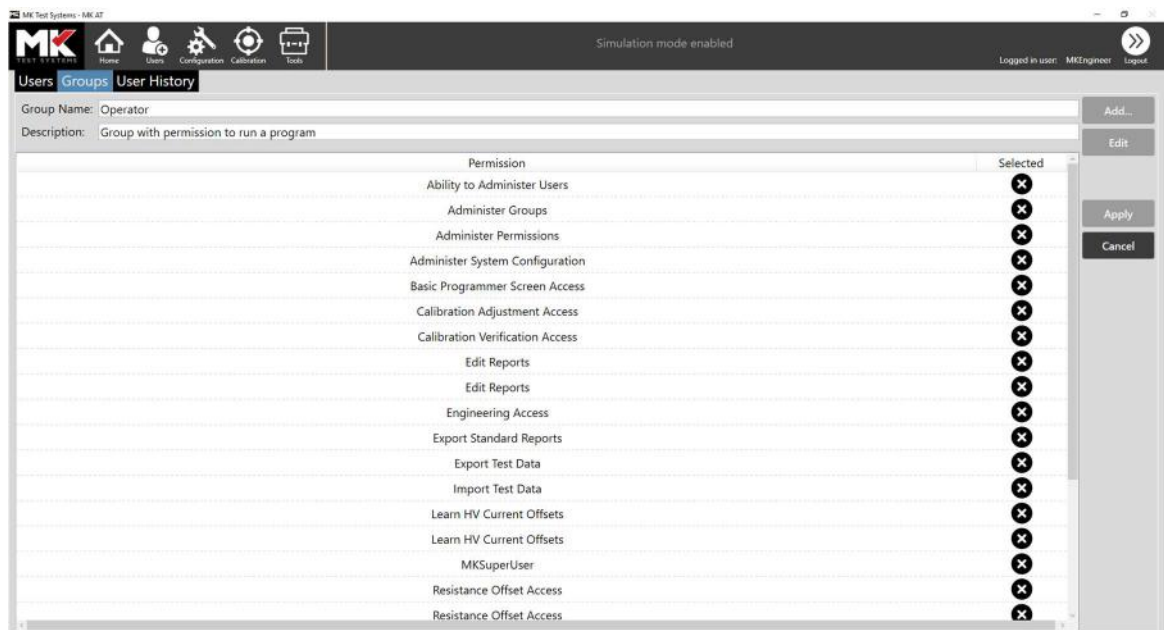 MK Test Systems - MK AT
MK
TEST SYSTEMS
Home Users Configuration Calibration Tools
Simulation mode enabled
Logged in user: MKEngineer Logout
Users Groups User History
Group Name: Operator
Add...
Description: Group with permission to run a program
Edit
Permission Selected
Ability to Administer Users
Administer Groups
Apply
Administer Permissions
Cancel
Administer System Configuration
Basic Programmer Screen Access
Calibration Adjustment Access
Calibration Verification Access
Edit Reports
Edit Reports
Engineering Access
Export Standard Reports
Export Test Data
Import Test Data
Learn HV Current Offsets
Learn HV Current Offsets
MKSuperUser
Resistance Offset Access
Resistance Offset Access